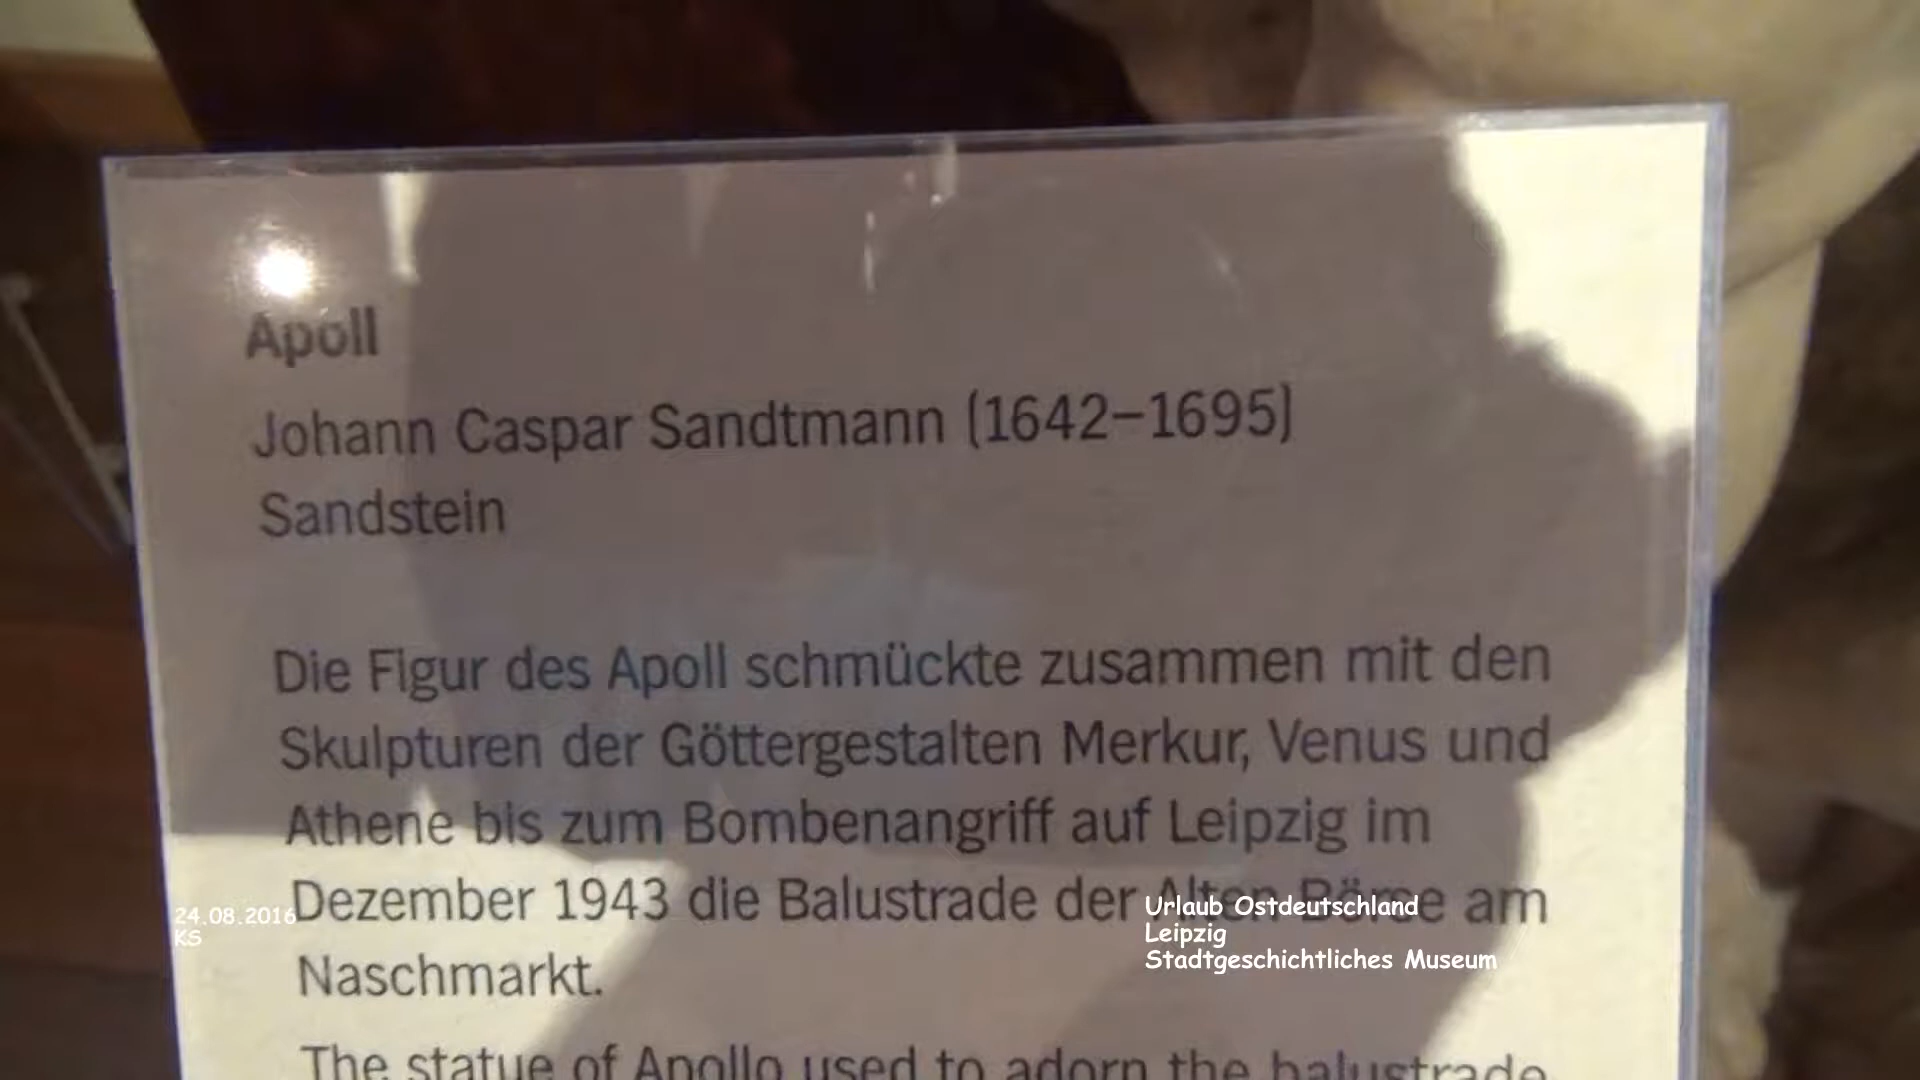 Apoll
Johann Caspar Sandtmann (1642–1695)
Sandstein
Die Figur des Apoll schmückte zusammen mit den
Skulpturen der Göttergestalten Merkur, Venus und
Athene bis zum Bombenangriff auf Leipzig im
Dezember 1943 die Balustrade der Alten Börse am
Naschmarkt.
The statue of Apollo used to adorn the balustrade
24.08.2016
KS
Urlaub Ostdeutschland
Leipzig
Stadtgeschichtliches Museum